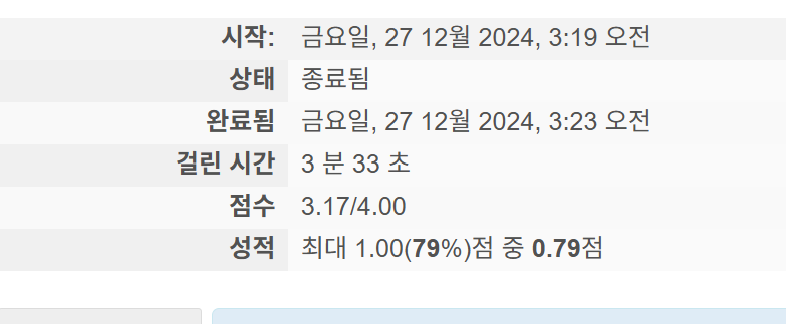 시작: 금요일, 27 12월 2024, 3:19 오전
상태 종료됨
완료됨 금요일, 27 12월 2024, 3:23 오전
걸린 시간 3 분 33 초
점수 3.17/4.00
성적 최대 1.00(79%)점 중 0.79점